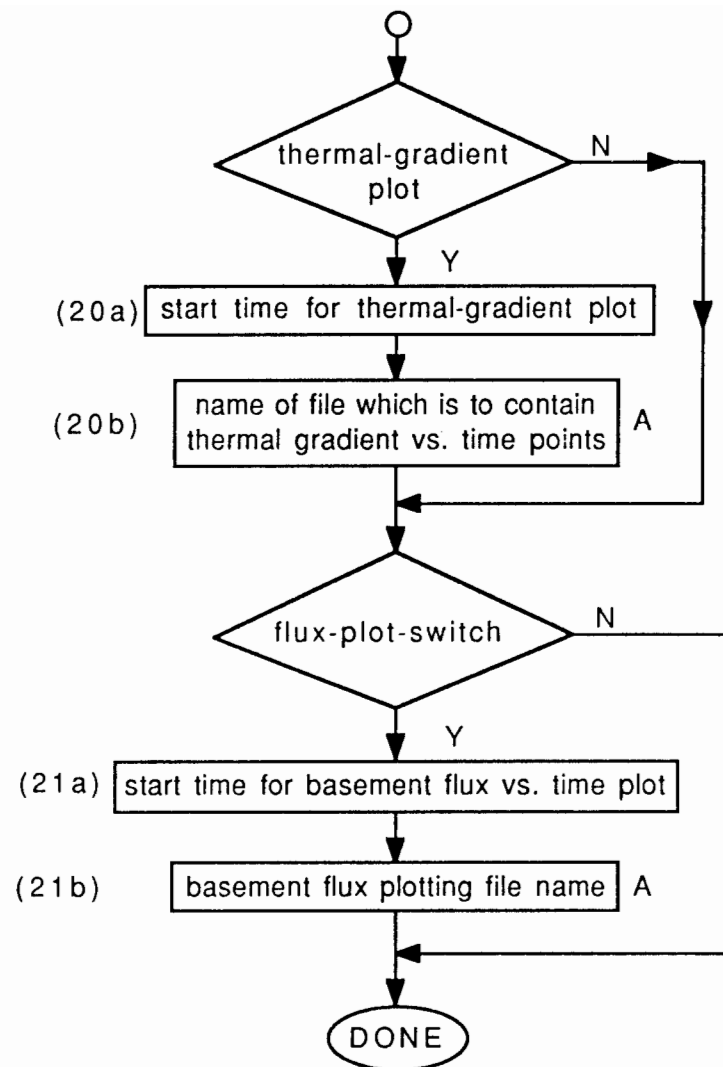 thermal-gradient
plot
N
Y
(20a)
start time for thermal-gradient plot
(20b)
name of file which is to contain
thermal gradient vs. time points
A
flux-plot-switch
N
Y
(21a)
start time for basement flux vs. time plot
(21b)
basement flux plotting file name
A
DONE